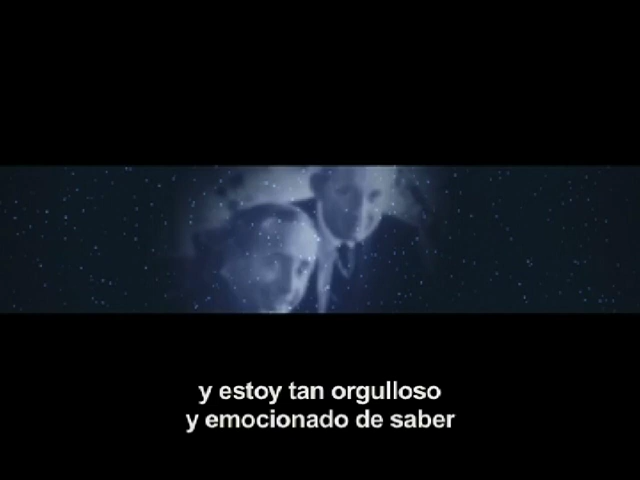 y estoy tan orgulloso
y emocionado de saber